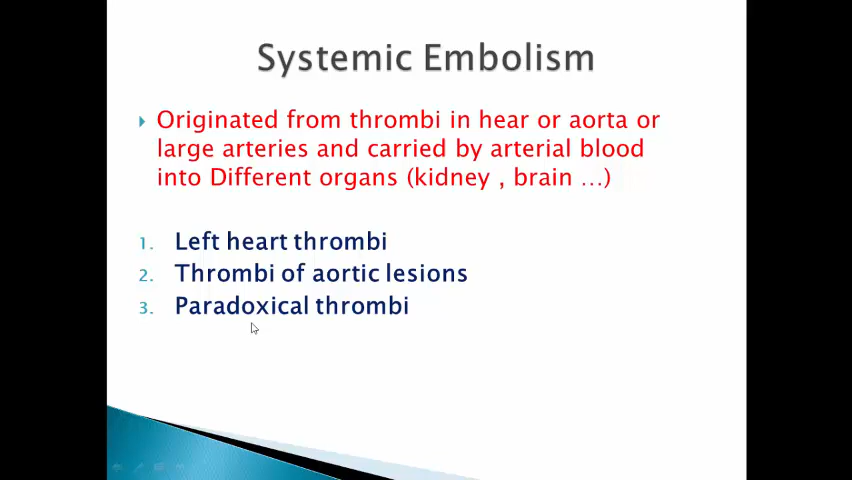 Systemic Embolism
Originated from thrombi in hear or aorta or
large arteries and carried by arterial blood
into Different organs (kidney , brain ...)
1. Left heart thrombi
2. Thrombi of aortic lesions
3. Paradoxical thrombi